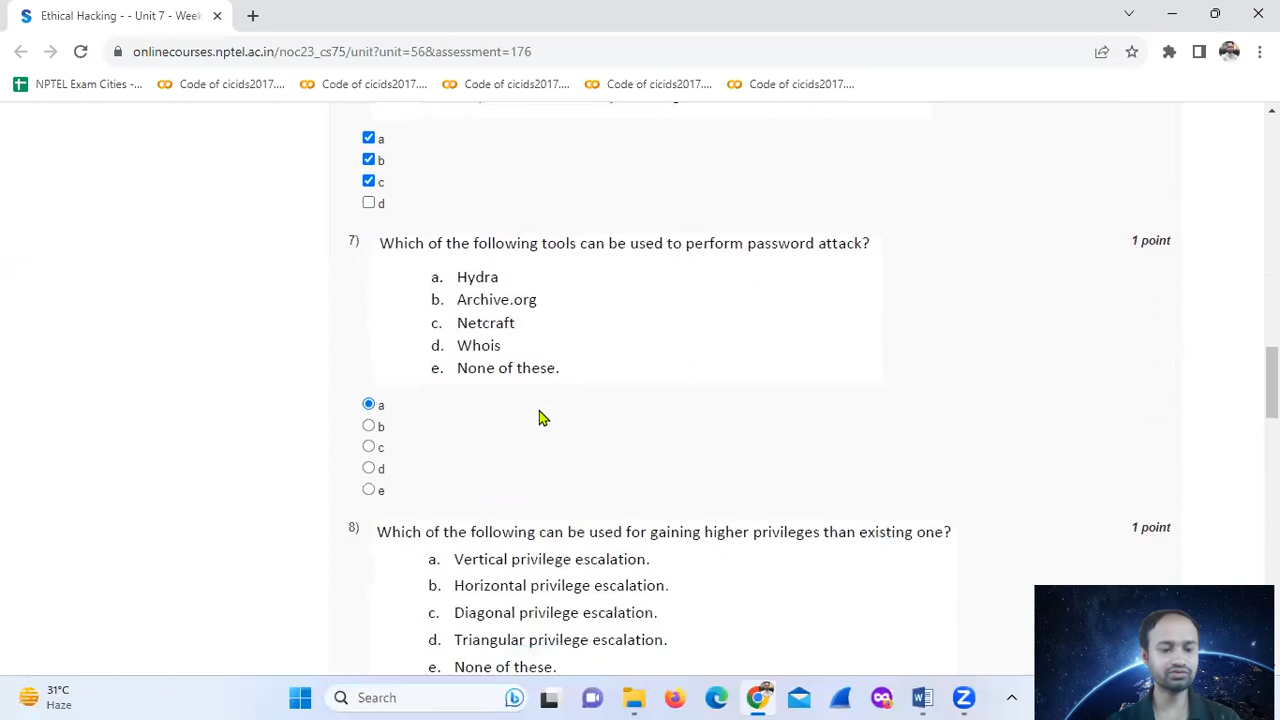 Ethical Hacking - - Unit 7 - Week
onlinecourses.nptel.ac.in/noc23_cs75/unit?unit=56&assessment=176
NPTEL Exam Cities -... Code of cicids2017.... Code of cicids2017.... Code of cicids2017.... Code of cicids2017.... Code of cicids2017....
a
b
c
d
7) Which of the following tools can be used to perform password attack? 1 point
a. Hydra
b. Archive.org
c. Netcraft
d. Whois
e. None of these.
a
b
c
d
e
8) Which of the following can be used for gaining higher privileges than existing one? 1 point
a. Vertical privilege escalation.
b. Horizontal privilege escalation.
c. Diagonal privilege escalation.
d. Triangular privilege escalation.
e. None of these.
31°C
Haze
Search